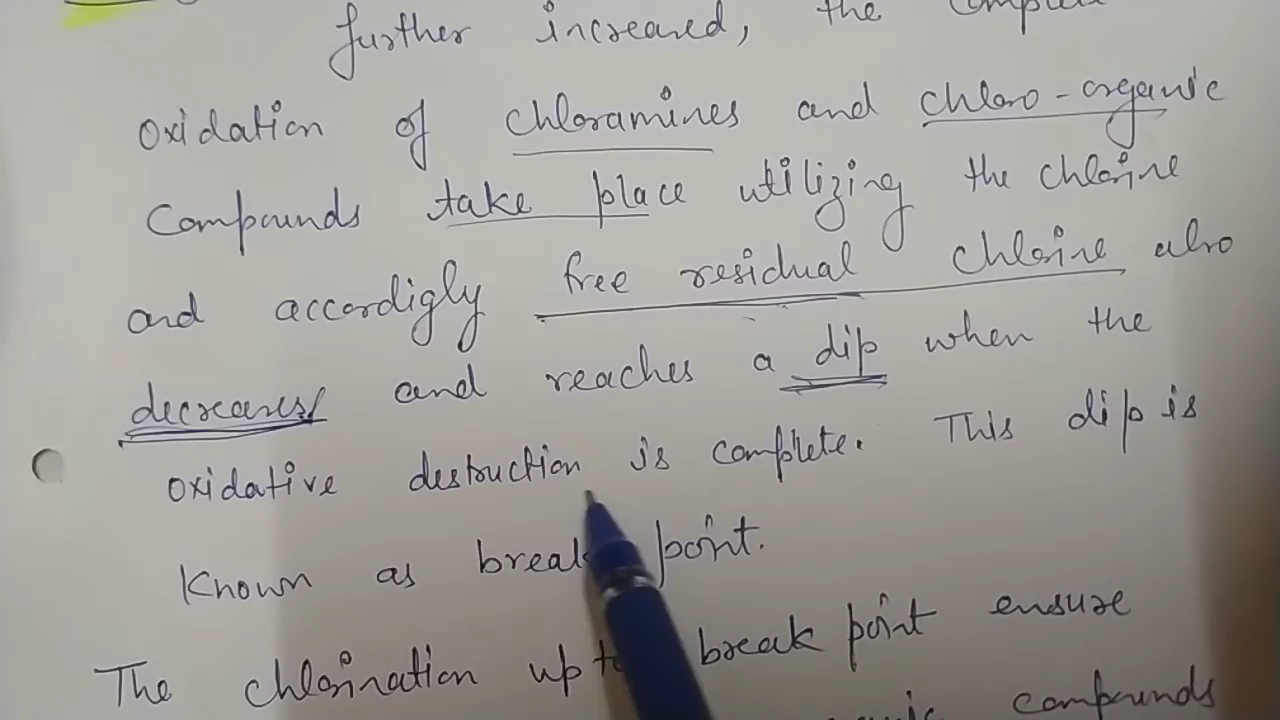 further increased, the
oxidation of chloramines and chloro-organic
compounds take place utilizing the chlorine
and accordigly free residual chlorine also
decreases and reaches a dip when the
oxidative destruction is complete. This dip is
known as break point.
The chlorination up to break point ensure
compounds